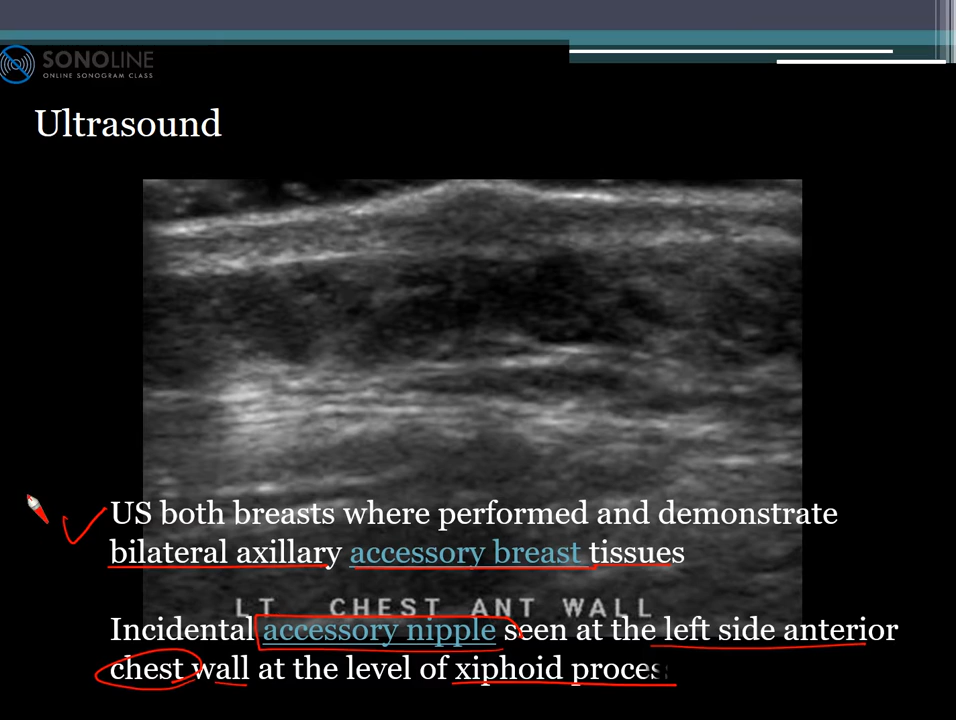 SONOLINE
ONLINE SONOGRAM CLASS
Ultrasound
US both breasts where performed and demonstrate
bilateral axillary accessory breast tissues
LT CHEST ANT WALL
Incidental accessory nipple seen at the left side anterior
chest wall at the level of xiphoid process